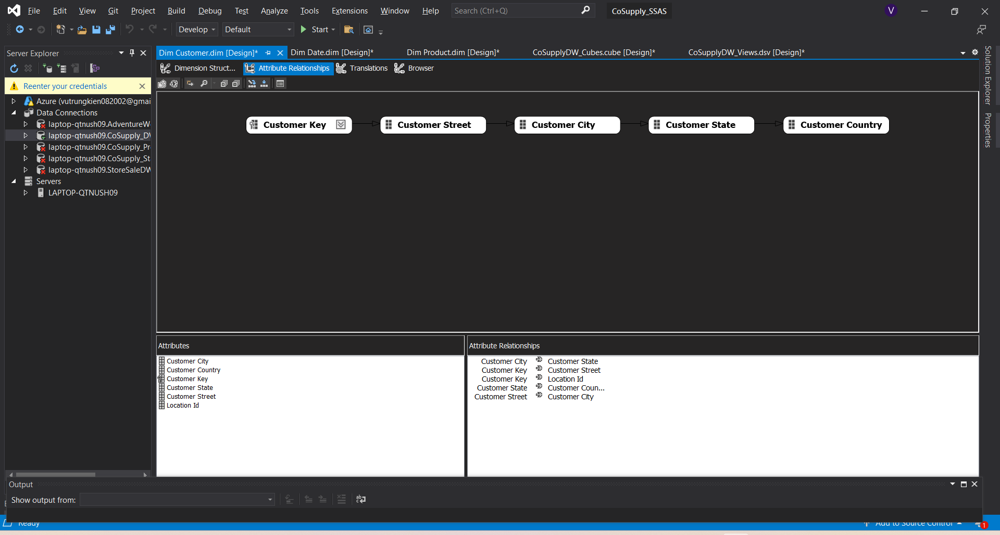 File Edit View Git Project Build Debug Test Analyze Tools Extensions Window Help Search (Ctrl+Q) CoSupply_SSAS V
Develop Default Start
Server Explorer
Dim Customer.dim [Design]* Dim Date.dim [Design]* Dim Product.dim [Design]* CoSupplyDW_Cubes.cube [Design]* CoSupplyDW_Views.dsv [Design]*
Dimension Struct... Attribute Relationships Translations Browser
Reenter your credentials
Azure (vutrungkien082002@gmai
Data Connections
laptop-qtnush09.AdventureW
laptop-qtnush09.CoSupply_DV
laptop-qtnush09.CoSupply_Pr
laptop-qtnush09.CoSupply_St
laptop-qtnush09.StoreSaleDW
Servers
LAPTOP-QTNUSH09
Customer Key Customer Street Customer City Customer State Customer Country
Solution Explorer
Properties
Attributes
Customer City
Customer Country
Customer Key
Customer State
Customer Street
Location Id
Attribute Relationships
Customer City Customer State
Customer Key Customer Street
Customer Key Location Id
Customer State Customer Coun...
Customer Street Customer City
Output
Show output from:
Ready Add to Source Control 1